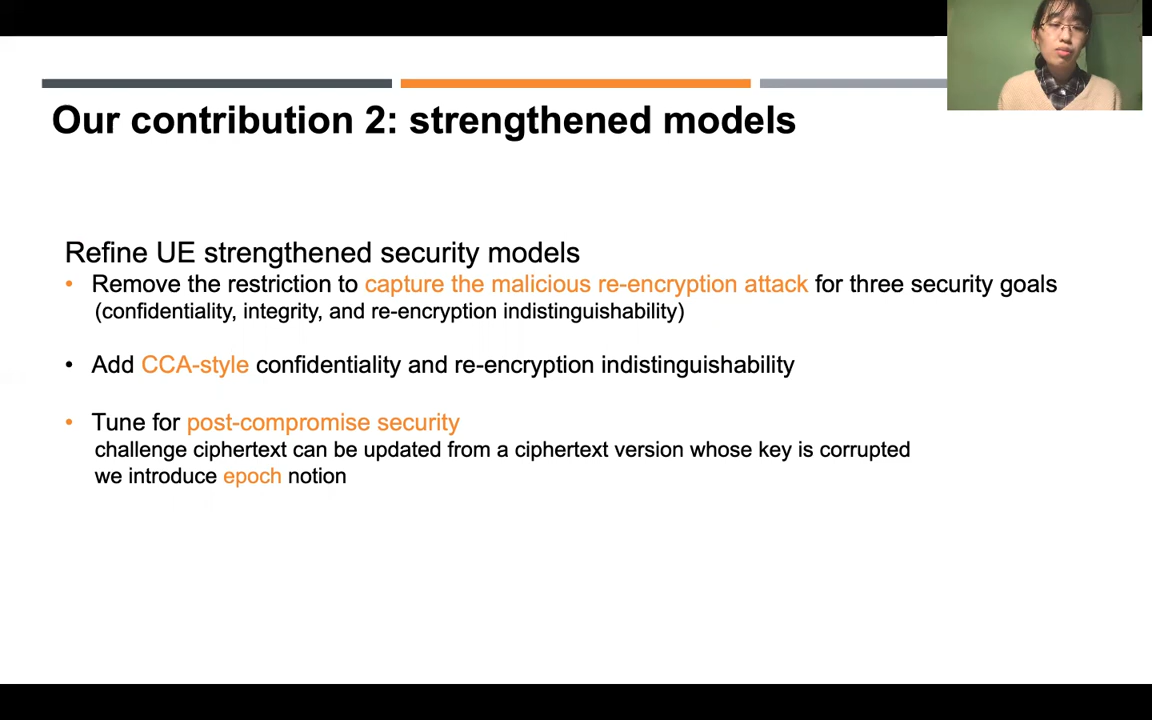 Our contribution 2: strengthened models
Refine UE strengthened security models
• Remove the restriction to capture the malicious re-encryption attack for three security goals
(confidentiality, integrity, and re-encryption indistinguishability)
• Add CCA-style confidentiality and re-encryption indistinguishability
• Tune for post-compromise security
challenge ciphertext can be updated from a ciphertext version whose key is corrupted
we introduce epoch notion